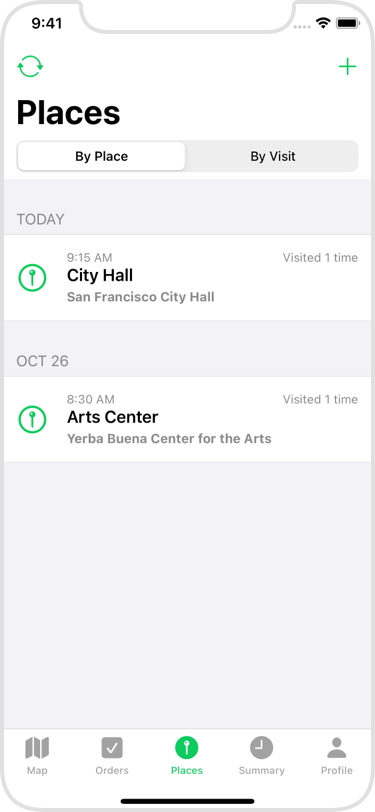 9:41
Places
By Place
By Visit
TODAY
9:15 AM
Visited 1 time
City Hall
San Francisco City Hall
OCT 26
8:30 AM
Visited 1 time
Arts Center
Yerba Buena Center for the Arts
Map
Orders
Places
Summary
Profile